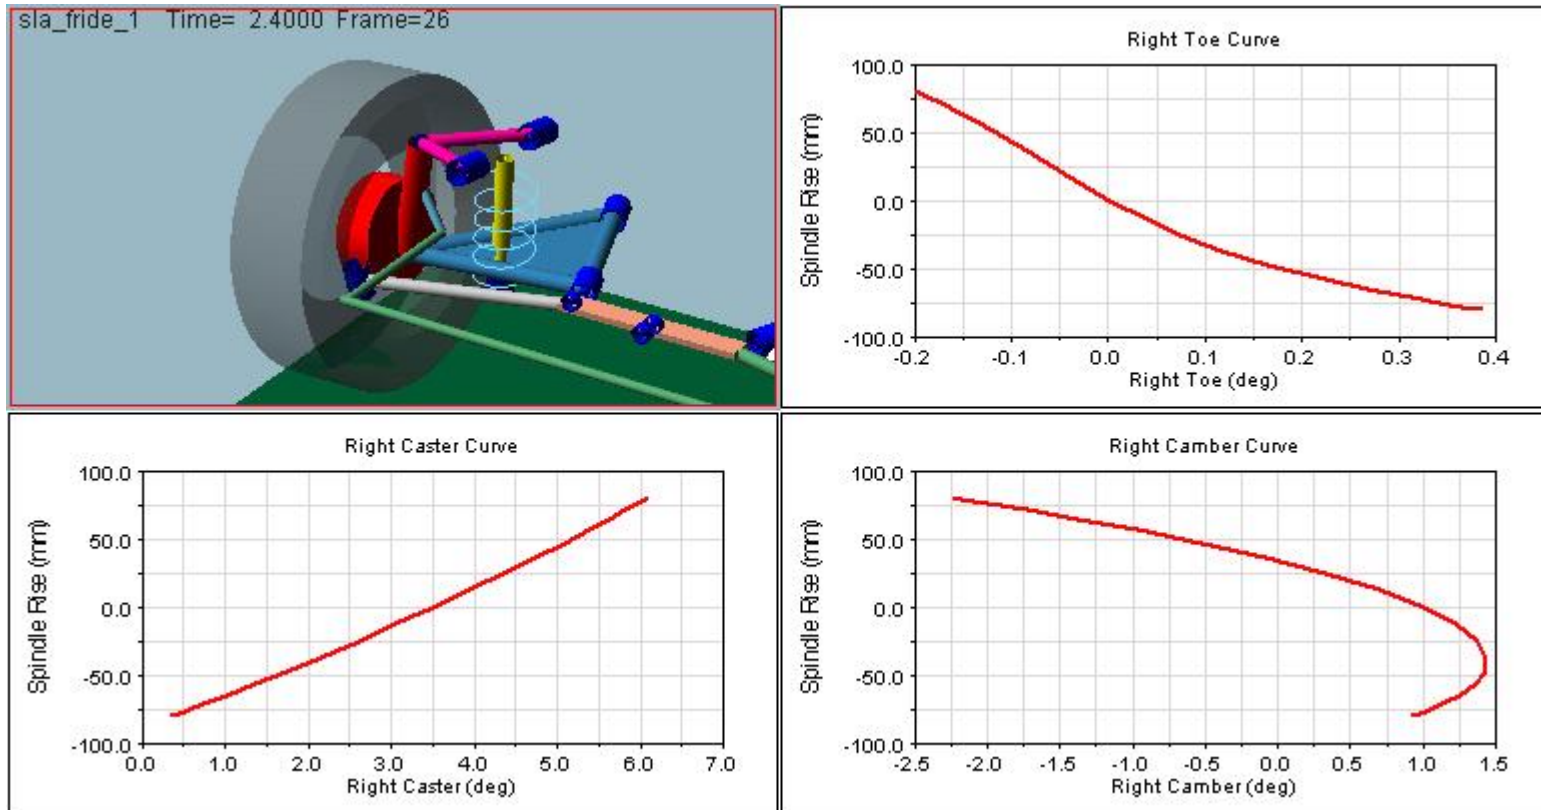 sla_fride_1 Time= 2.4000 Frame=26
Right Toe Curve
Spindle Rise (mm)
100.0
50.0
0.0
-50.0
-100.0
-0.2 -0.1 0.0 0.1 0.2 0.3 0.4
Right Toe (deg)
Right Caster Curve
Spindle Rise (mm)
100.0
50.0
0.0
-50.0
-100.0
0.0 1.0 2.0 3.0 4.0 5.0 6.0 7.0
Right Caster (deg)
Right Camber Curve
Spindle Rise (mm)
100.0
50.0
0.0
-50.0
-100.0
-2.5 -2.0 -1.5 -1.0 -0.5 0.0 0.5 1.0 1.5
Right Camber (deg)